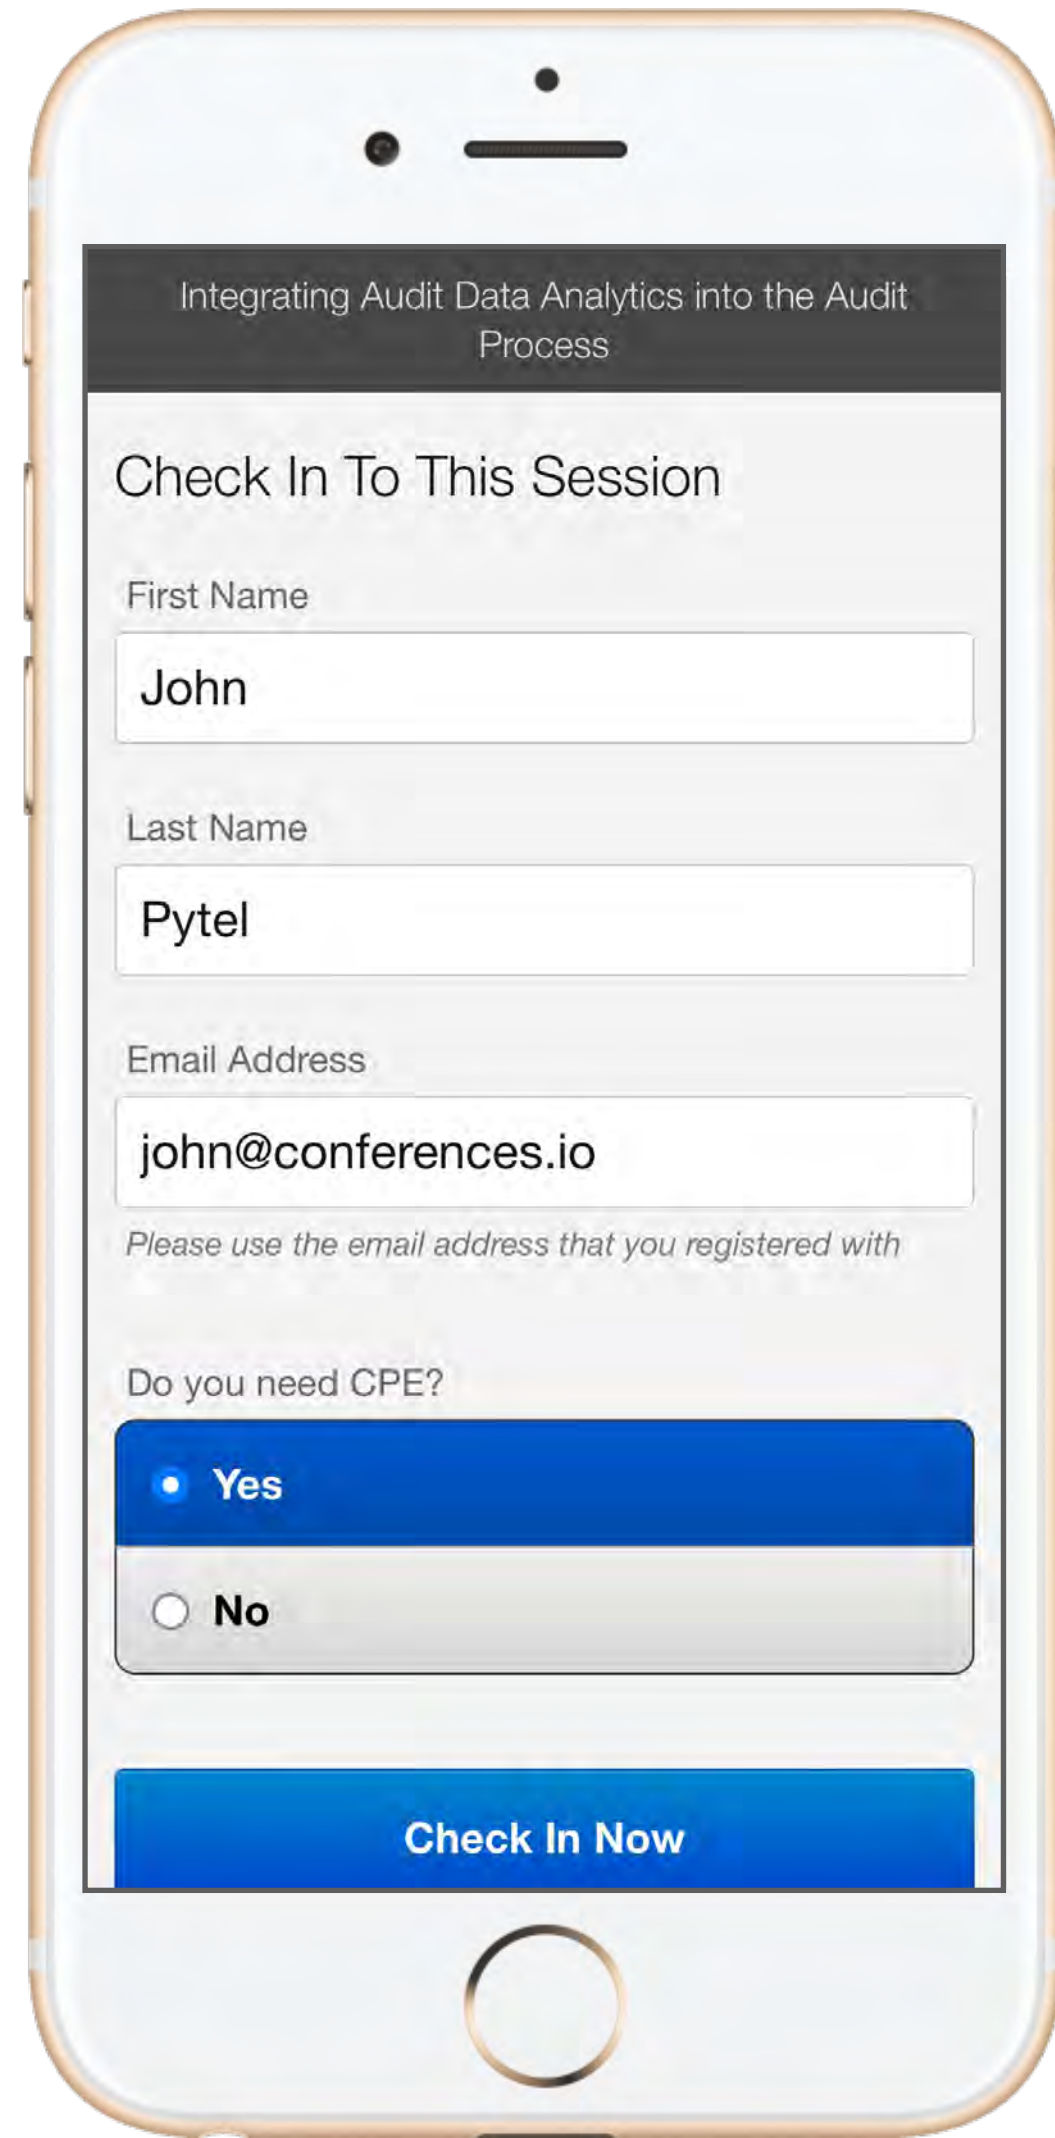 Integrating Audit Data Analytics into the Audit
Process
Check In To This Session
First Name
John
Last Name
Pytel
Email Address
john@conferences.io
Please use the email address that you registered with
Do you need CPE?
Yes
No
Check In Now